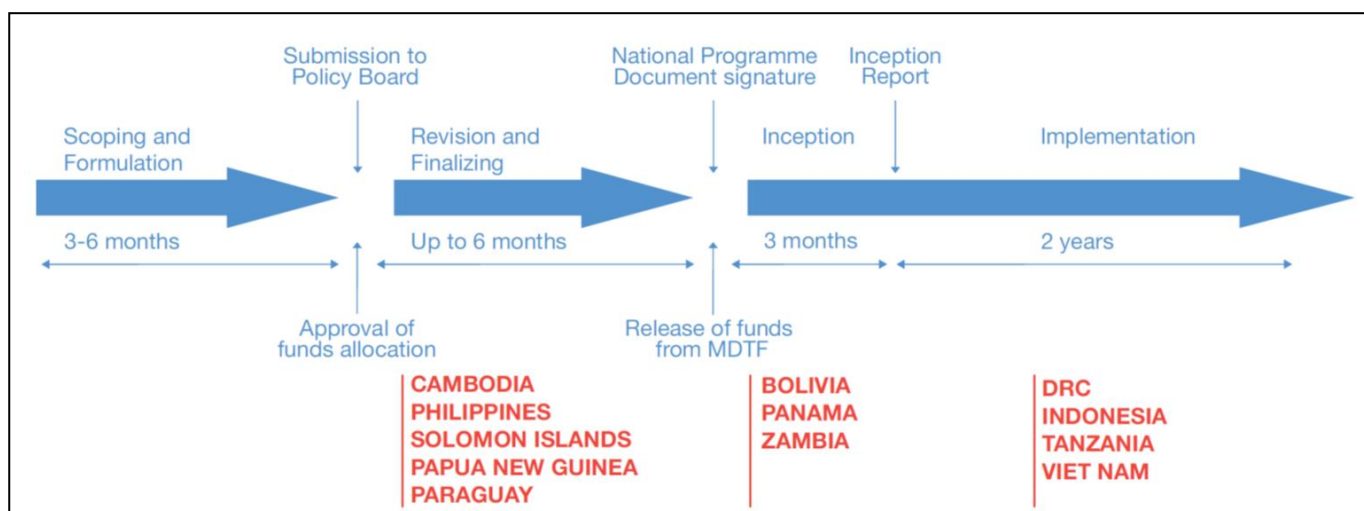 Submission to
Policy Board
National Programme
Document signature
Inception
Report
Scoping and
Formulation
Revision and
Finalizing
Inception
Implementation
3-6 months
Up to 6 months
3 months
2 years
Approval of
funds allocation
Release of funds
from MDTF
CAMBODIA
PHILIPPINES
SOLOMON ISLANDS
PAPUA NEW GUINEA
PARAGUAY
BOLIVIA
PANAMA
ZAMBIA
DRC
INDONESIA
TANZANIA
VIET NAM